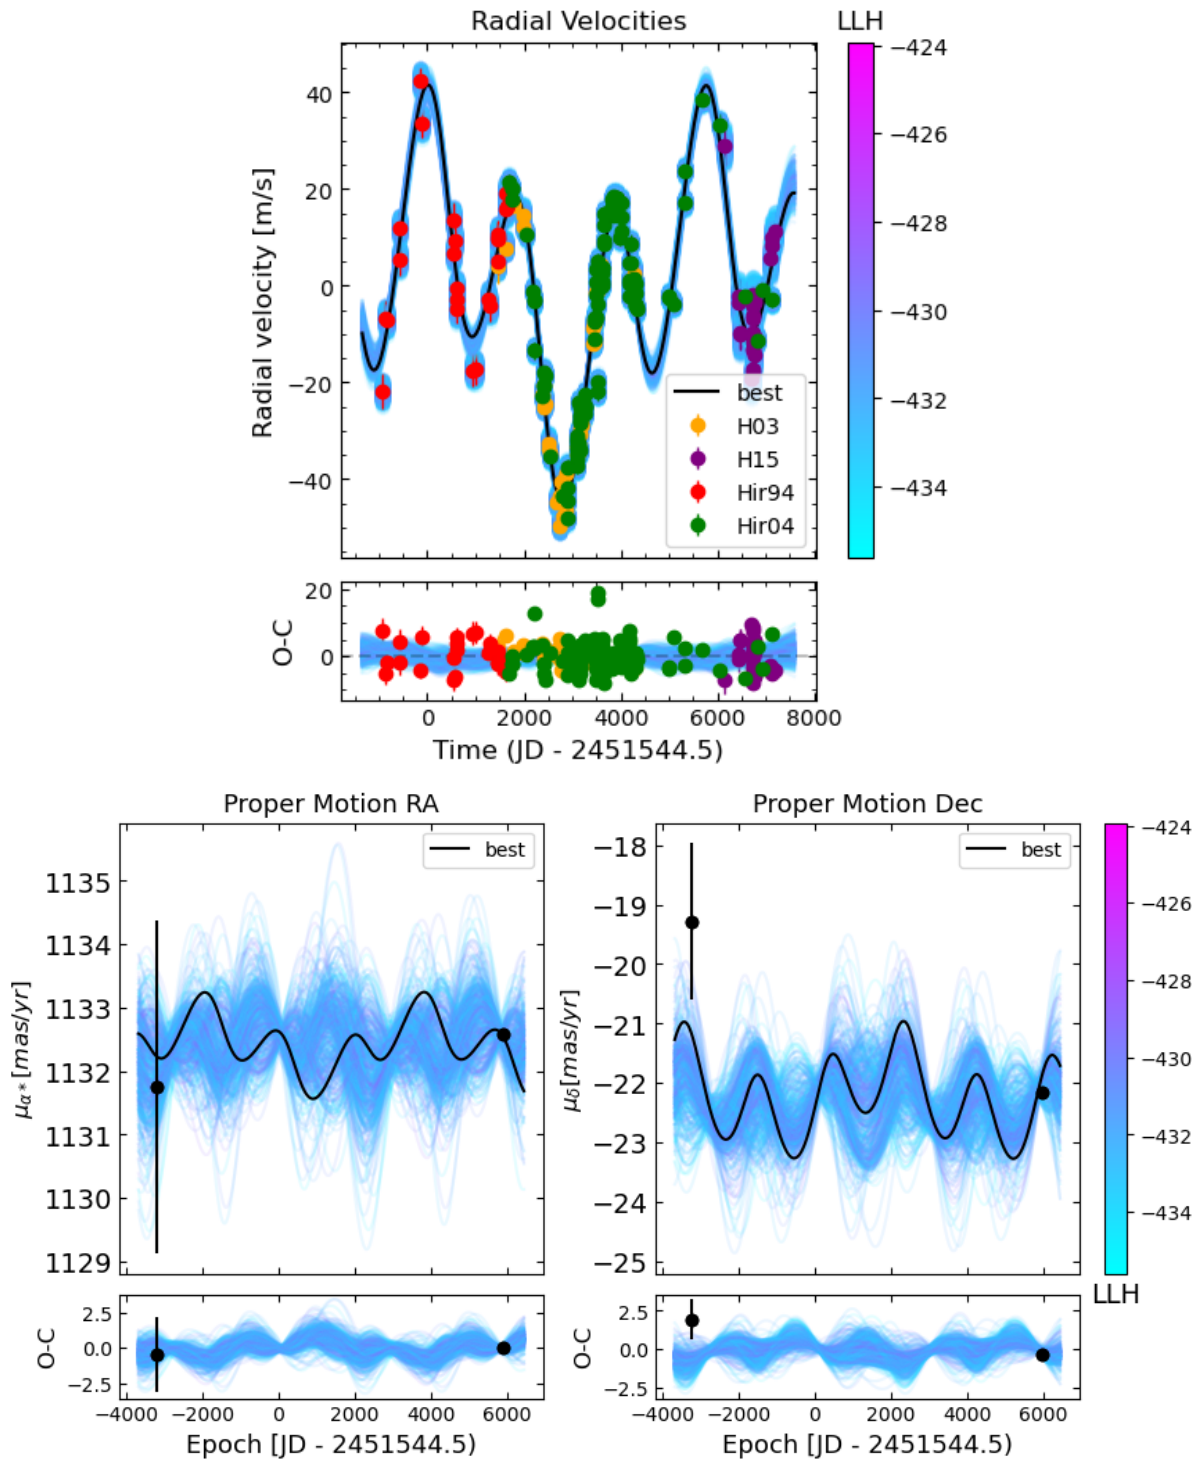 Radial Velocities
LLH
Radial velocity [m/s]
40
20
0
−20
−40
best
H03
H15
Hir94
Hir04
−424
−426
−428
−430
−432
−434
O-C
20
0
0
2000
4000
6000
8000
Time (JD - 2451544.5)
Proper Motion RA
Proper Motion Dec
μα* [mas/yr]
1135
1134
1133
1132
1131
1130
1129
best
μδ[mas/yr]
−18
−19
−20
−21
−22
−23
−24
−25
best
−424
−426
−428
−430
−432
−434
LLH
O-C
2.5
0.0
−2.5
−4000
−2000
0
2000
4000
6000
Epoch [JD - 2451544.5)
O-C
2.5
0.0
−2.5
−4000
−2000
0
2000
4000
6000
Epoch [JD - 2451544.5)